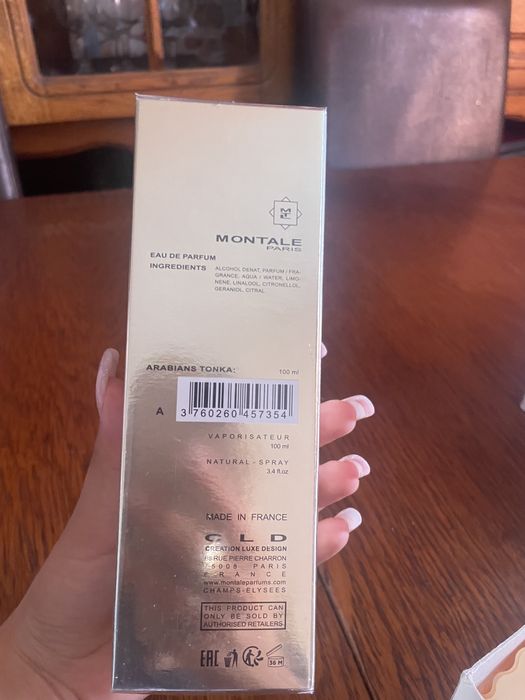 MONTALE
PARIS
EAU DE PARFUM
INGREDIENTS
ALCOHOL DENAT, PARFUM / FRA-
GRANCE, AQUA / WATER, LIMO-
NENE, LINALOOL, CITRONELLOL,
GERANIOL, CITRAL.
ARABIANS TONKA:
100 ml
A
3 760260 457354
VAPORISATEUR
100 ml
NATURAL-SPRAY
3.4 fl.oz
MADE IN FRANCE
CLD
CREATION LUXE DESIGN
RUE PIERRE CHARRON
75008 PARIS
FRANCE
www.montaleparfums.com
CHAMPS-ELYSEES
THIS PRODUCT CAN
ONLY BE SOLD BY
AUTHORISED RETAILERS
EAC
36 M